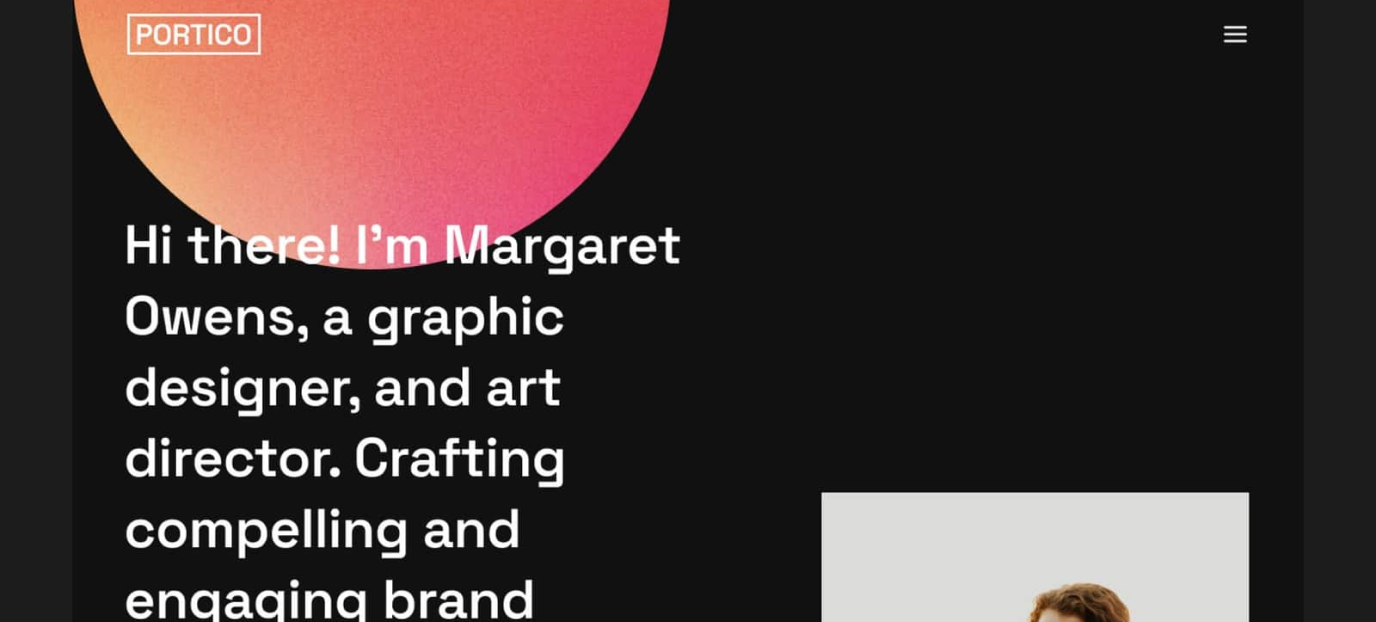 PORTICO
Hi there! I’m Margaret
Owens, a graphic
designer, and art
director. Crafting
compelling and
engaging brand